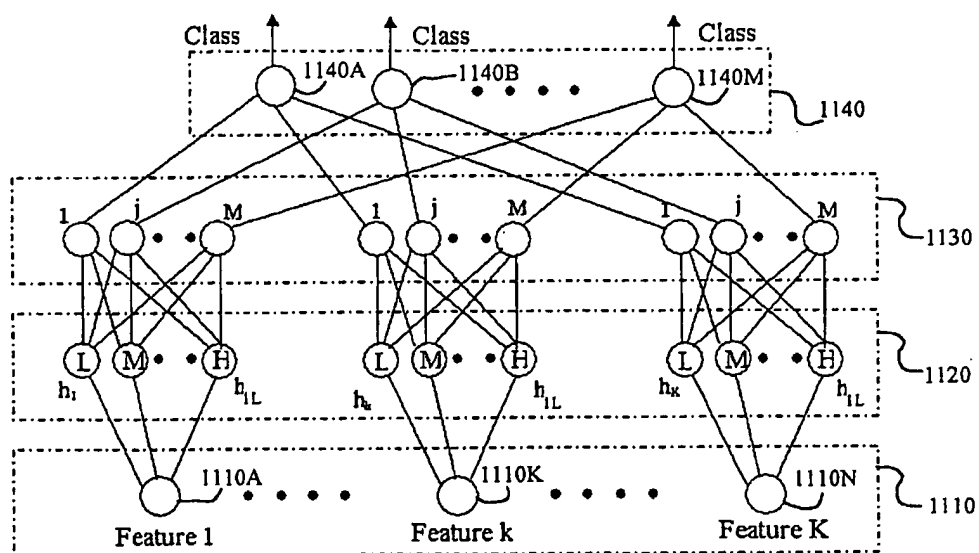 Class Class Class
1140A 1140B 1140M
1140
1 j M 1 j M 1 j M
1130
L M H L M H L M H
1120
h₁ h₁L hₖ h₁L h_K h₁L
1110A 1110K 1110N
1110
Feature 1 Feature k Feature K